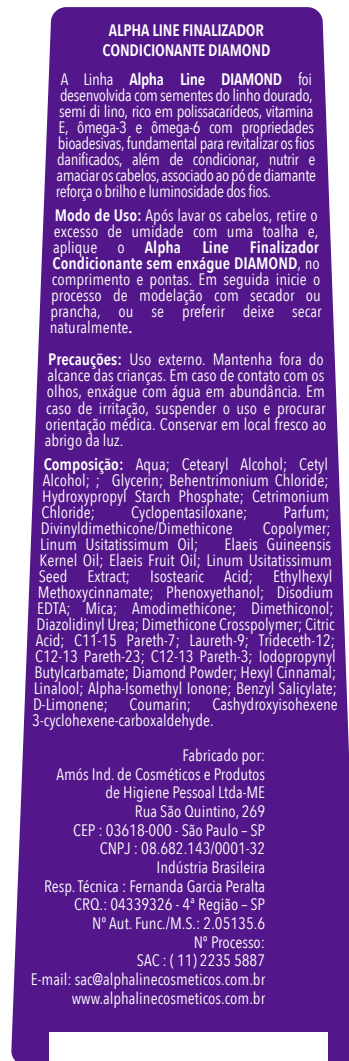 ALPHA LINE FINALIZADOR
CONDICIONANTE DIAMOND
A Linha Alpha Line DIAMOND foi
desenvolvida com sementes do linho dourado,
semi di lino, rico em polissacarídeos, vitamina
E, ômega-3 e ômega-6 com propriedades
bioadesivas, fundamental para revitalizar os fios
danificados, além de condicionar, nutrir e
amaciar os cabelos, associado ao pó de diamante
reforça o brilho e luminosidade dos fios.
Modo de Uso: Após lavar os cabelos, retire o
excesso de umidade com uma toalha e,
aplique o Alpha Line Finalizador
Condicionante sem enxágue DIAMOND, no
comprimento e pontas. Em seguida inicie o
processo de modelação com secador ou
prancha, ou se preferir deixe secar
naturalmente.
Precauções: Uso externo. Mantenha fora do
alcance das crianças. Em caso de contato com os
olhos, enxágue com água em abundância. Em
caso de irritação, suspender o uso e procurar
orientação médica. Conservar em local fresco ao
abrigo da luz.
Composição: Aqua; Cetearyl Alcohol; Cetyl
Alcohol; ; Glycerin; Behentrimonium Chloride;
Hydroxypropyl Starch Phosphate; Cetrimonium
Chloride; Cyclopentasiloxane; Parfum;
Divinyldimethicone/Dimethicone Copolymer;
Linum Usitatissimum Oil; Elaeis Guineensis
Kernel Oil; Elaeis Fruit Oil; Linum Usitatissimum
Seed Extract; Isostearic Acid; Ethylhexyl
Methoxycinnamate; Phenoxyethanol; Disodium
EDTA; Mica; Amodimethicone; Dimethiconol;
Diazolidinyl Urea; Dimethicone Crosspolymer; Citric
Acid; C11-15 Pareth-7; Laureth-9; Trideceth-12;
C12-13 Pareth-23; C12-13 Pareth-3; Iodopropynyl
Butylcarbamate; Diamond Powder; Hexyl Cinnamal;
Linalool; Alpha-Isomethyl Ionone; Benzyl Salicylate;
D-Limonene; Coumarin; Cashydroxyisohexene
3-cyclohexene-carboxaldehyde.
Fabricado por:
Amós Ind. de Cosméticos e Produtos
de Higiene Pessoal Ltda-ME
Rua São Quintino, 269
CEP : 03618-000 - São Paulo – SP
CNPJ : 08.682.143/0001-32
Indústria Brasileira
Resp. Técnica : Fernanda Garcia Peralta
CRQ.: 04339326 - 4ª Região – SP
Nº Aut. Func./M.S.: 2.05135.6
Nº Processo:
SAC : ( 11) 2235 5887
E-mail: sac@alphalinecosmeticos.com.br
www.alphalinecosmeticos.com.br